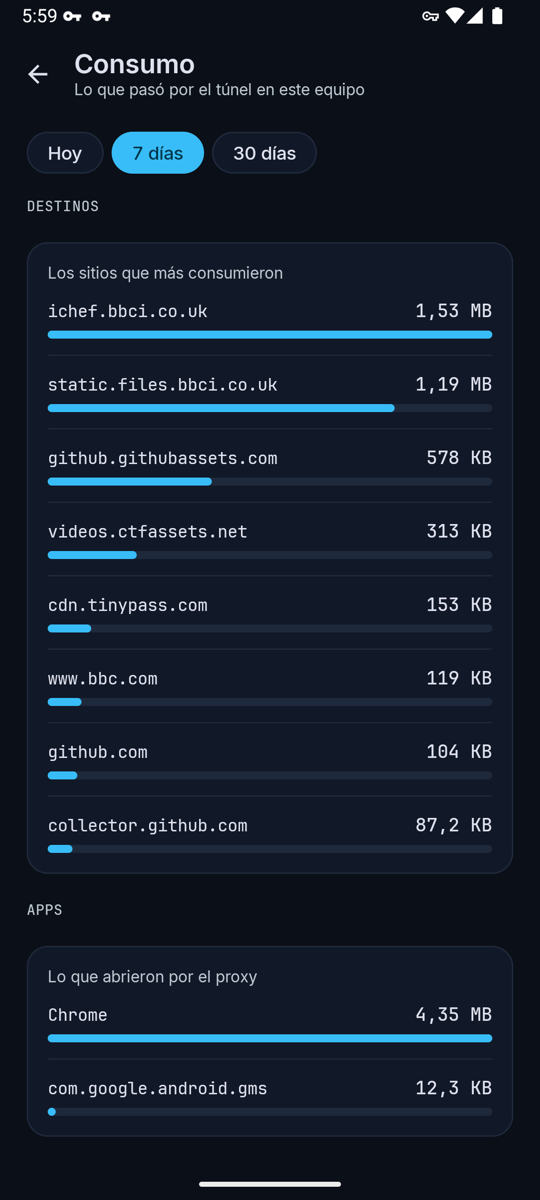 5:59
Consumo
Lo que pasó por el túnel en este equipo
Hoy
7 días
30 días
DESTINOS
Los sitios que más consumieron
ichef.bbci.co.uk 1,53 MB
static.files.bbci.co.uk 1,19 MB
github.githubassets.com 578 KB
videos.ctfassets.net 313 KB
cdn.tinypass.com 153 KB
www.bbc.com 119 KB
github.com 104 KB
collector.github.com 87,2 KB
APPS
Lo que abrieron por el proxy
Chrome 4,35 MB
com.google.android.gms 12,3 KB